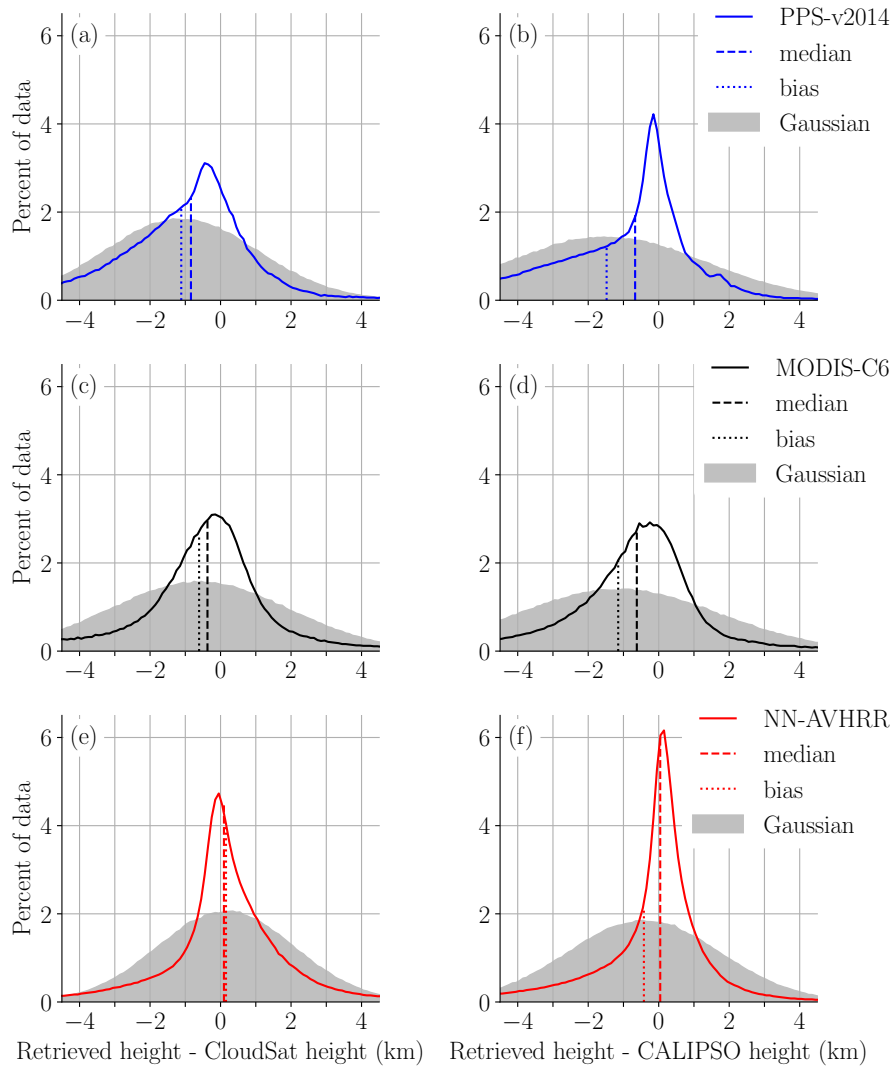 (a)
Percent of data
6
4
2
0
−4 −2 0 2 4
(b)
PPS-v2014
median
bias
Gaussian
6
4
2
0
−4 −2 0 2 4
(c)
Percent of data
6
4
2
0
−4 −2 0 2 4
(d)
MODIS-C6
median
bias
Gaussian
6
4
2
0
−4 −2 0 2 4
(e)
Percent of data
6
4
2
0
−4 −2 0 2 4
Retrieved height - CloudSat height (km)
(f)
NN-AVHRR
median
bias
Gaussian
6
4
2
0
−4 −2 0 2 4
Retrieved height - CALIPSO height (km)